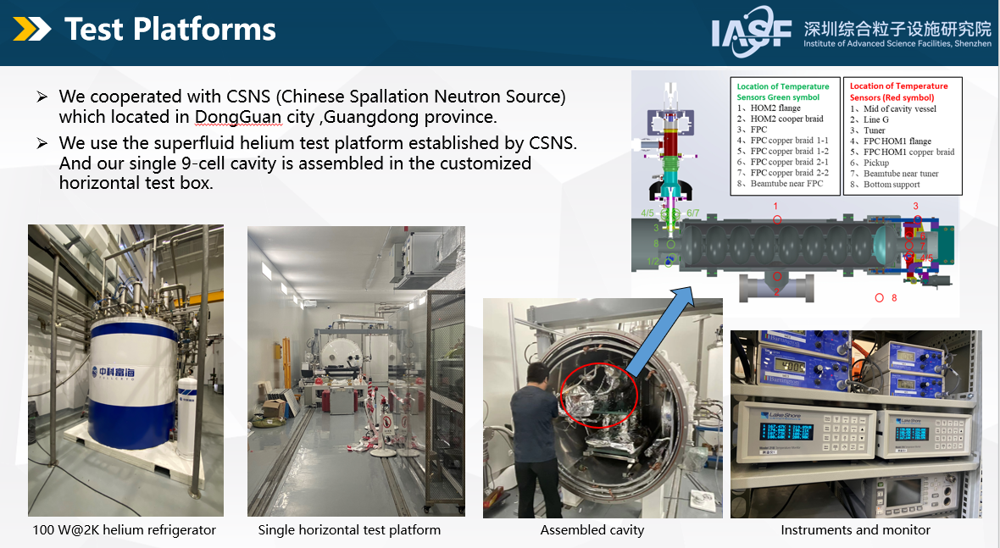 Test Platforms
IASF
深圳综合粒子设施研究院
Institute of Advanced Science Facilities, Shenzhen
We cooperated with CSNS (Chinese Spallation Neutron Source)
which located in DongGuan city ,Guangdong province.
We use the superfluid helium test platform established by CSNS.
And our single 9-cell cavity is assembled in the customized
horizontal test box.
Location of Temperature
Sensors Green symbol
1、HOM2 flange
2、HOM2 cooper braid
3、FPC
4、FPC copper braid 1-1
5、FPC copper braid 1-2
6、FPC copper braid 2-1
7、FPC copper braid 2-2
8、Beamtube near FPC
Location of Temperature
Sensors (Red symbol)
1、Mid of cavity vessel
2、Line G
3、Tuner
4、FPC HOM1 flange
5、FPC HOM1 copper braid
6、Pickup
7、Beamtube near tuner
8、Bottom support
4/5
6/7
3
8
1/2
1
3
6
7
4/5
2
8
中科富海
Lake Shore
Lake Shore
100 W@2K helium refrigerator
Single horizontal test platform
Assembled cavity
Instruments and monitor